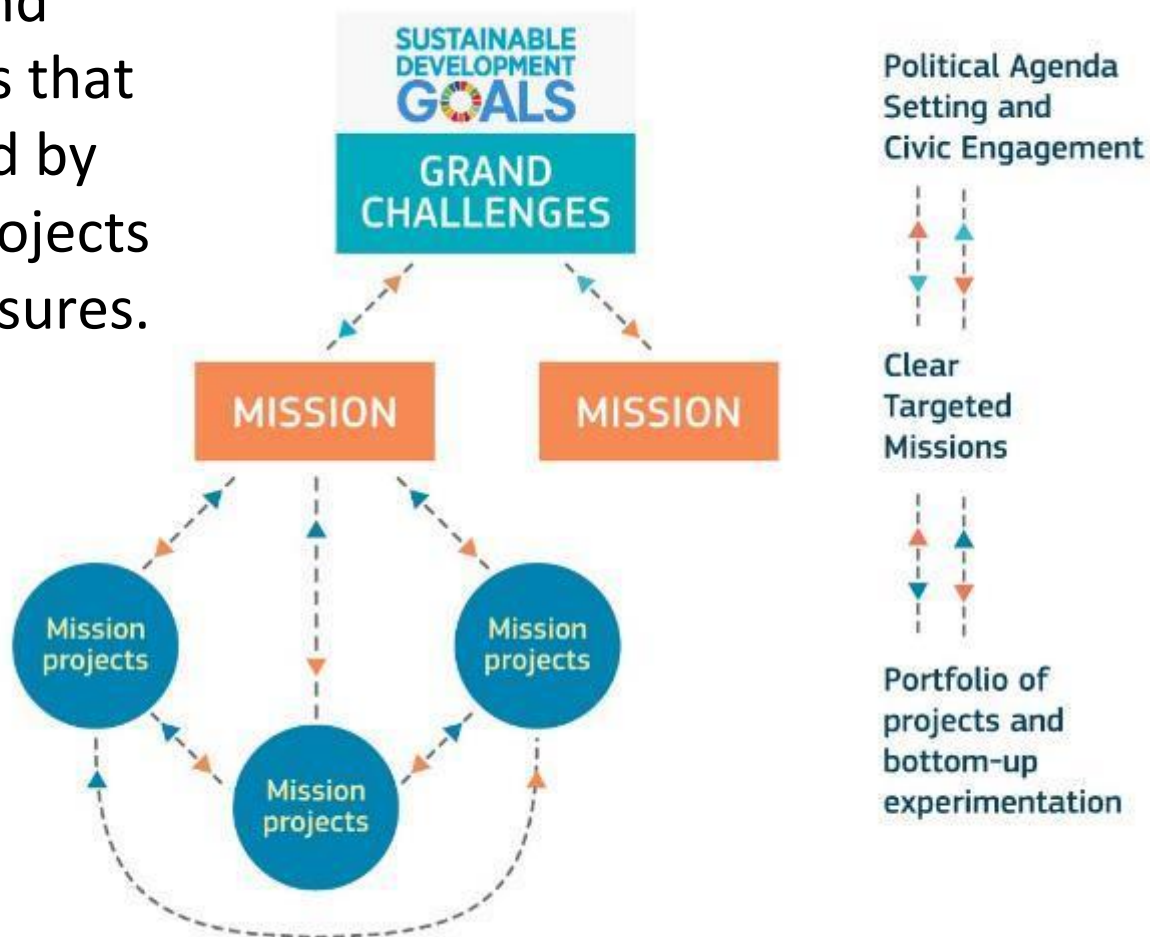 s that
d by
ojects
sures.
SUSTAINABLE
DEVELOPMENT
GOALS
GRAND
CHALLENGES
MISSION
MISSION
Mission
projects
Mission
projects
Mission
projects
Political Agenda
Setting and
Civic Engagement
Clear
Targeted
Missions
Portfolio of
projects and
bottom-up
experimentation